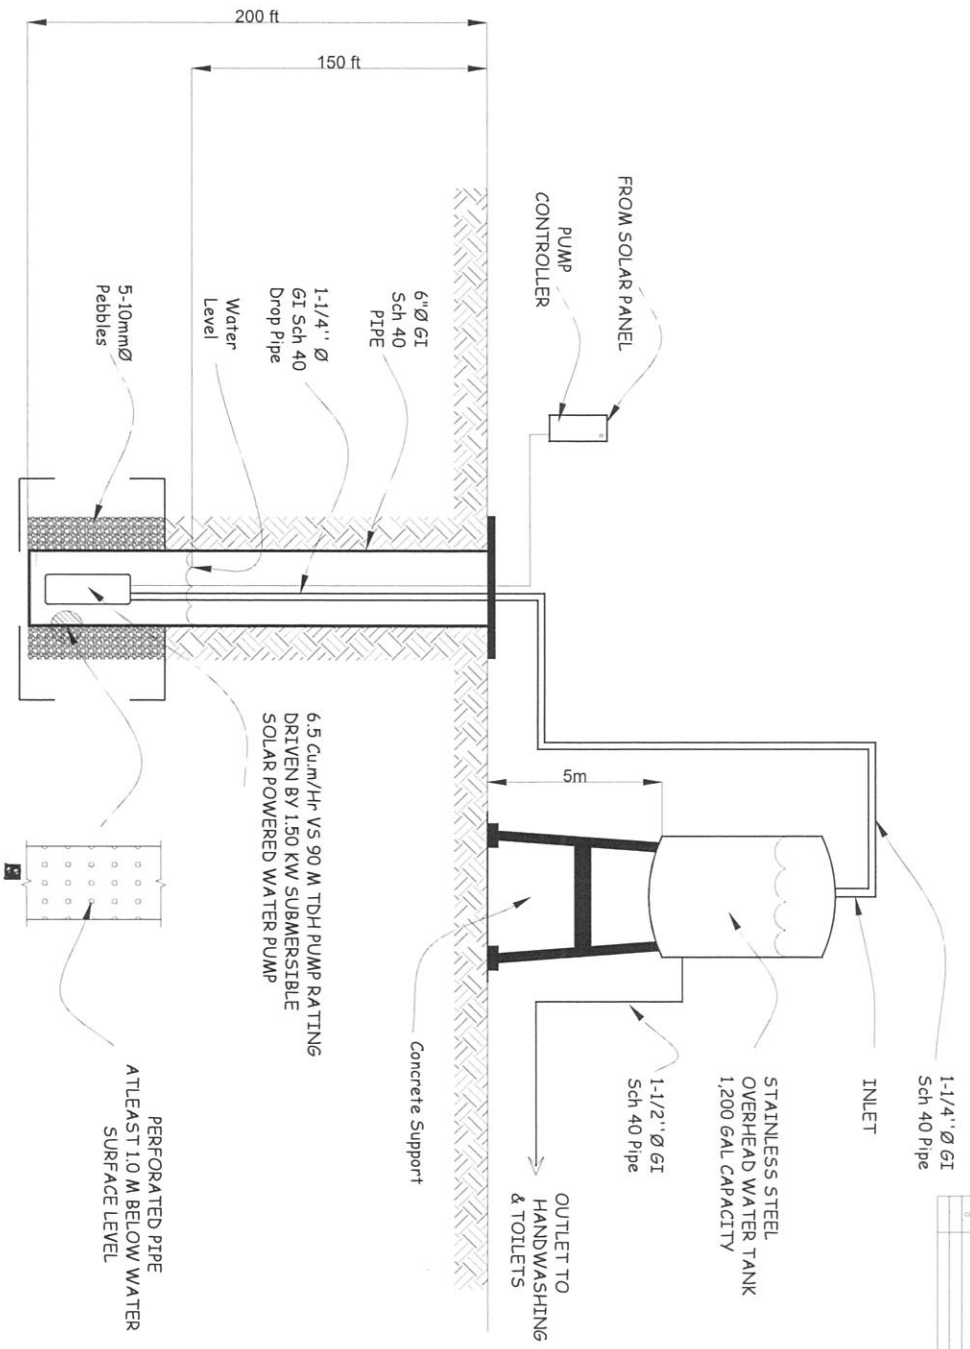 200 ft
150 ft
FROM SOLAR PANEL
PUMP
CONTROLLER
6"Ø GI
Sch 40
PIPE
1-1/4'' Ø
GI Sch 40
Drop Pipe
Water
Level
5-10mmØ
Pebbles
5m
1-1/4''Ø GI
Sch 40 Pipe
INLET
STAINLESS STEEL
OVERHEAD WATER TANK
1,200 GAL CAPACITY
1-1/2''Ø GI
Sch 40 Pipe
OUTLET TO
HANDWASHING
& TOILETS
Concrete Support
6.5 Cu.m/Hr VS 90 M TDH PUMP RATING
DRIVEN BY 1.50 KW SUBMERSIBLE
SOLAR POWERED WATER PUMP
PERFORATED PIPE
ATLEAST 1.0 M BELOW WATER
SURFACE LEVEL